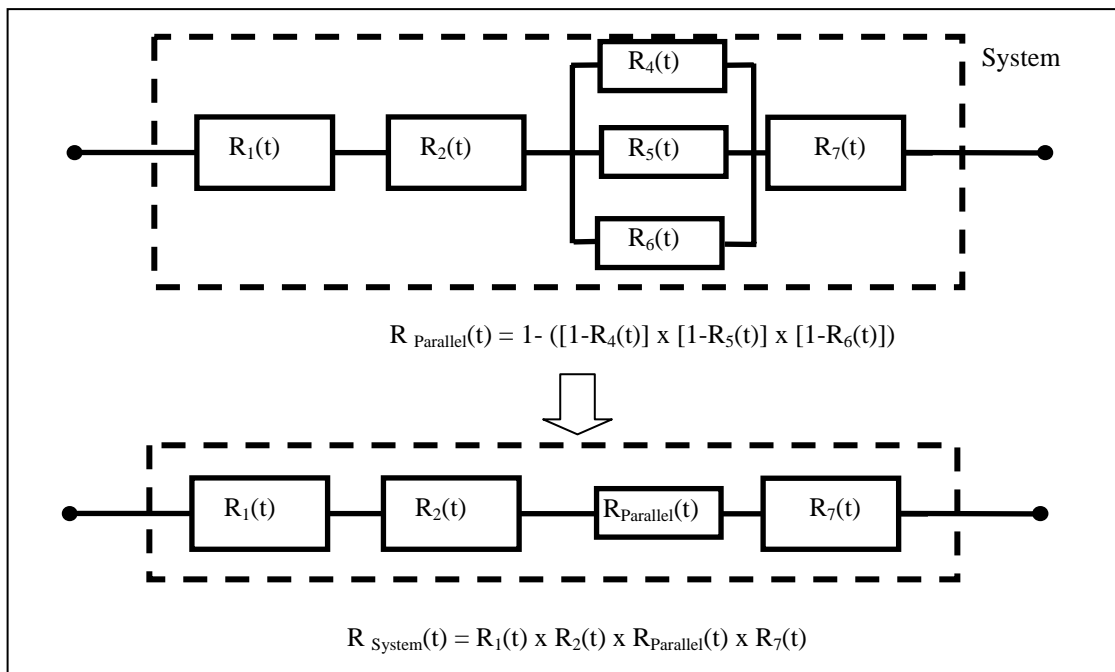 R₄(t)
System
R₁(t) R₂(t) R₅(t) R₇(t)
R₆(t)
R Parallel(t) = 1- ([1-R₄(t)] x [1-R₅(t)] x [1-R₆(t)])
R₁(t) R₂(t) RParallel(t) R₇(t)
R System(t) = R₁(t) x R₂(t) x RParallel(t) x R₇(t)